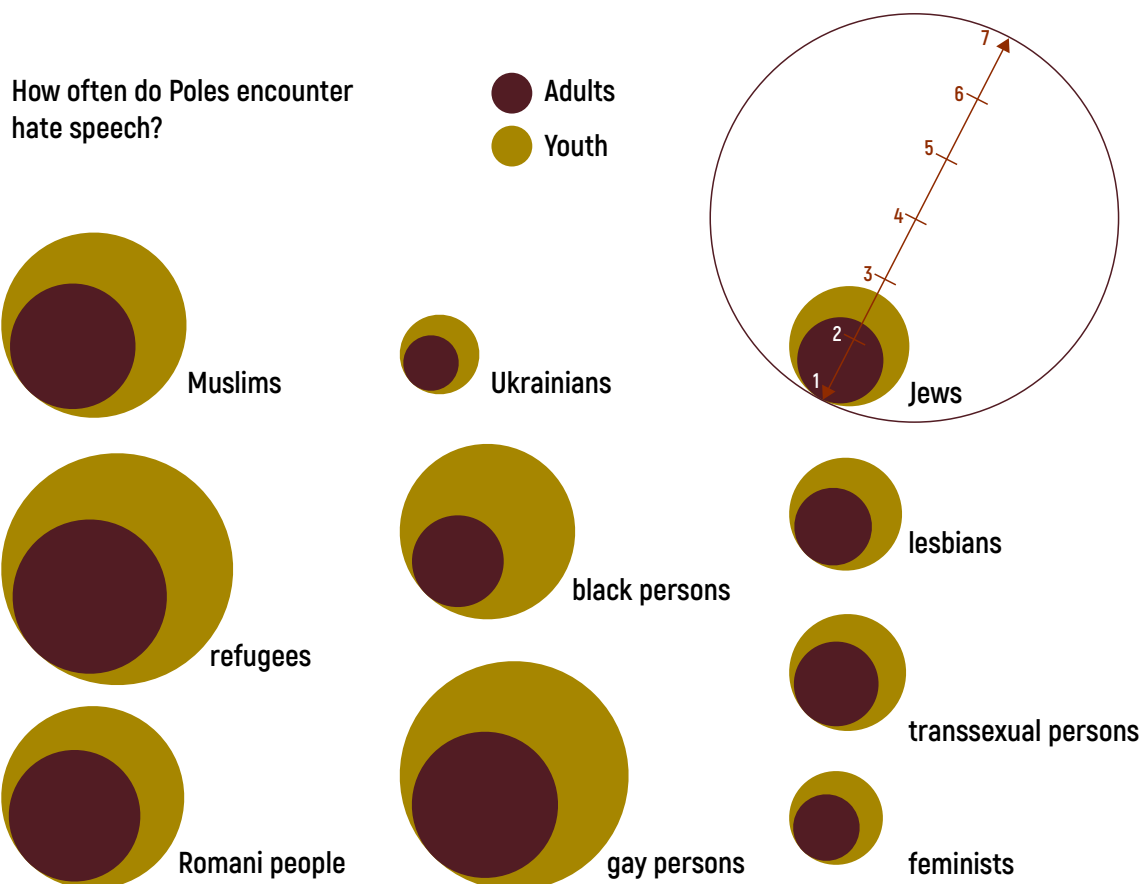 How often do Poles encounter
hate speech?
Adults
Youth
7
6
5
4
3
2
1
Muslims
Ukrainians
Jews
refugees
black persons
lesbians
Romani people
gay persons
transsexual persons
feminists